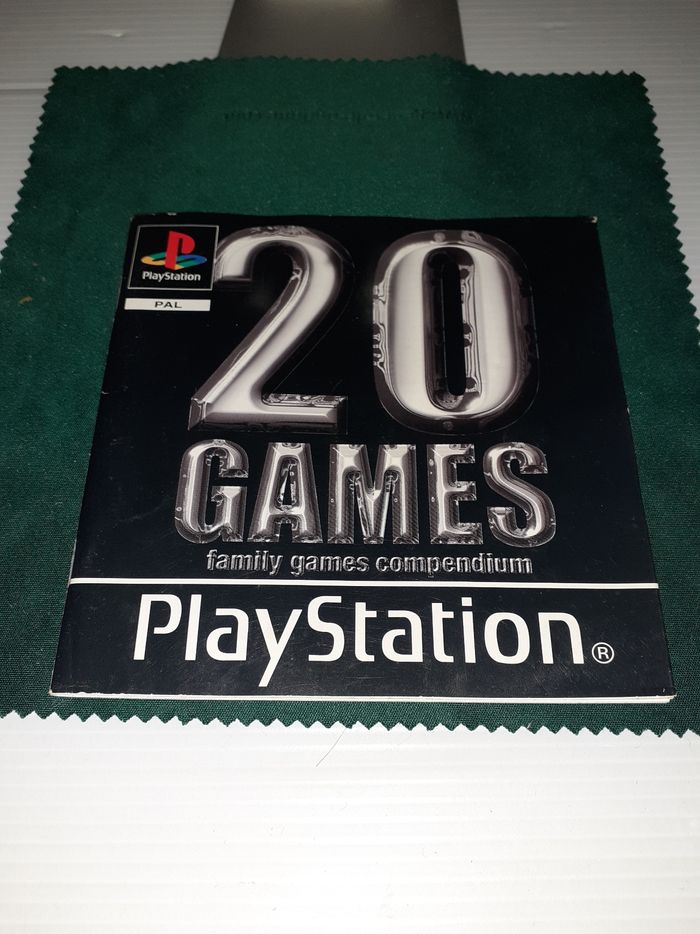 PlayStation
PAL
20
GAMES
family games compendium
PlayStation®